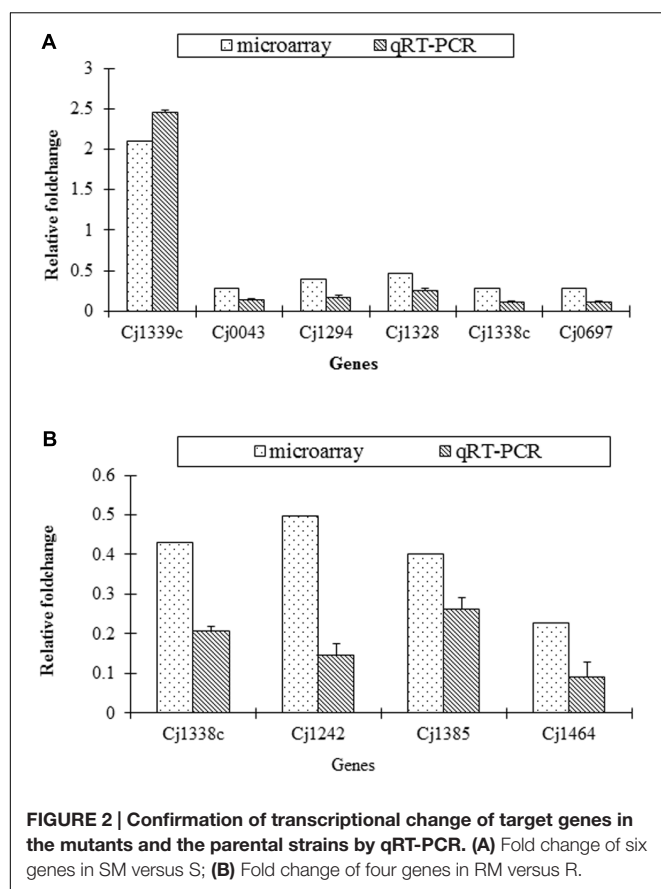 A
microarray qRT-PCR
3
2.5
2
1.5
1
0.5
0
Relative foldchange
Cj1339c Cj0043 Cj1294 Cj1328 Cj1338c Cj0697
Genes
B
microarray qRT-PCR
0.6
0.5
0.4
0.3
0.2
0.1
0
Relative foldchange
Cj1338c Cj1242 Cj1385 Cj1464
Genes
FIGURE 2 | Confirmation of transcriptional change of target genes in
the mutants and the parental strains by qRT-PCR. (A) Fold change of six
genes in SM versus S; (B) Fold change of four genes in RM versus R.